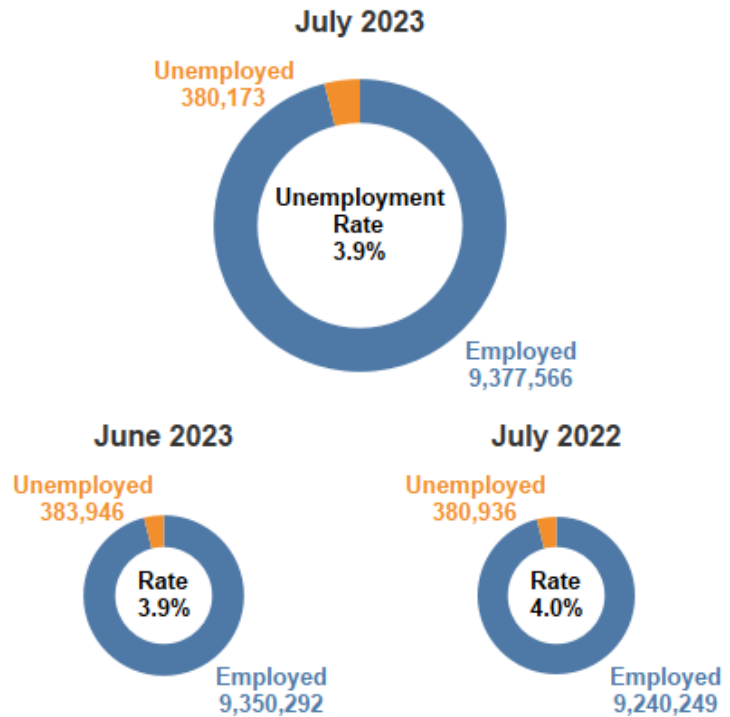 July 2023
Unemployed
380,173
Unemployment
Rate
3.9%
Employed
9,377,566
June 2023
Unemployed
383,946
Rate
3.9%
Employed
9,350,292
July 2022
Unemployed
380,936
Rate
4.0%
Employed
9,240,249